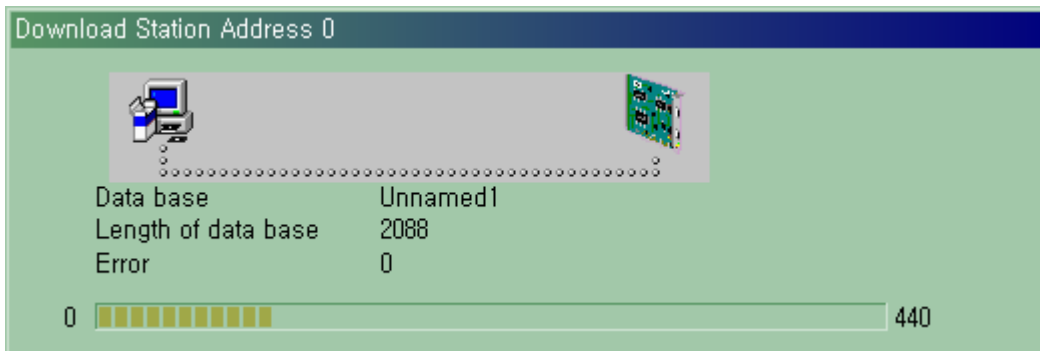 Download Station Address 0
Data base Unnamed1
Length of data base 2088
Error 0
0 440